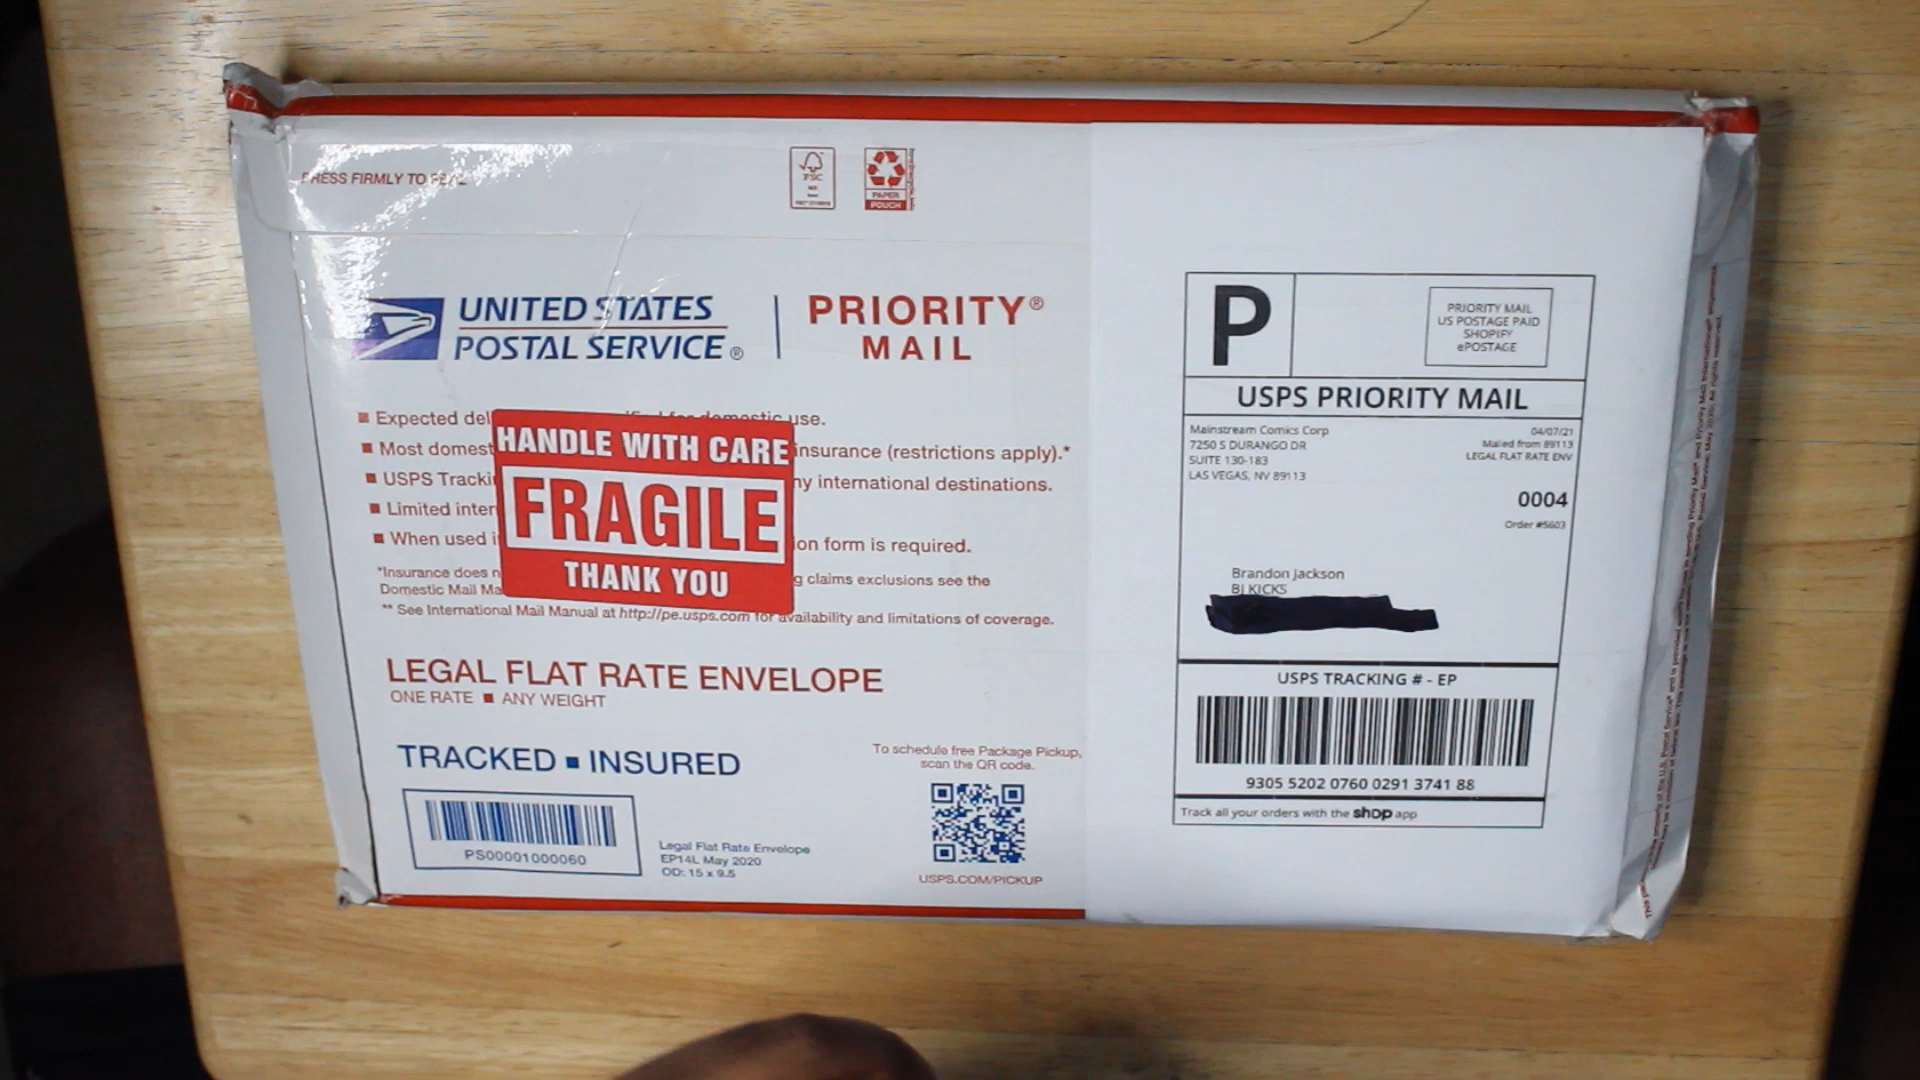 PRESS FIRMLY TO SEAL
FSC
PAPER
POUCH
UNITED STATES
POSTAL SERVICE®
PRIORITY®
MAIL
Expected del
domestic use.
Most domest
insurance (restrictions apply).*
USPS Tracki
ny international destinations.
Limited inter
When used i
ion form is required.
*Insurance does n
g claims exclusions see the
Domestic Mail Ma
** See International Mail Manual at http://pe.usps.com for availability and limitations of coverage.
HANDLE WITH CARE
FRAGILE
THANK YOU
LEGAL FLAT RATE ENVELOPE
ONE RATE ■ ANY WEIGHT
TRACKED ■ INSURED
PS00001000060
Legal Flat Rate Envelope
EP14L May 2020
OD: 15 x 9.5
To schedule free Package Pickup,
scan the QR code.
USPS.COM/PICKUP
P
PRIORITY MAIL
US POSTAGE PAID
SHOPIFY
ePOSTAGE
USPS PRIORITY MAIL
Mainstream Comics Corp
7250 S DURANGO DR
SUITE 130-183
LAS VEGAS, NV 89113
04/07/21
Mailed from 89113
LEGAL FLAT RATE ENV
0004
Order #5603
Brandon Jackson
BJ KICKS
USPS TRACKING # - EP
9305 5202 0760 0291 3741 88
Track all your orders with the shop app